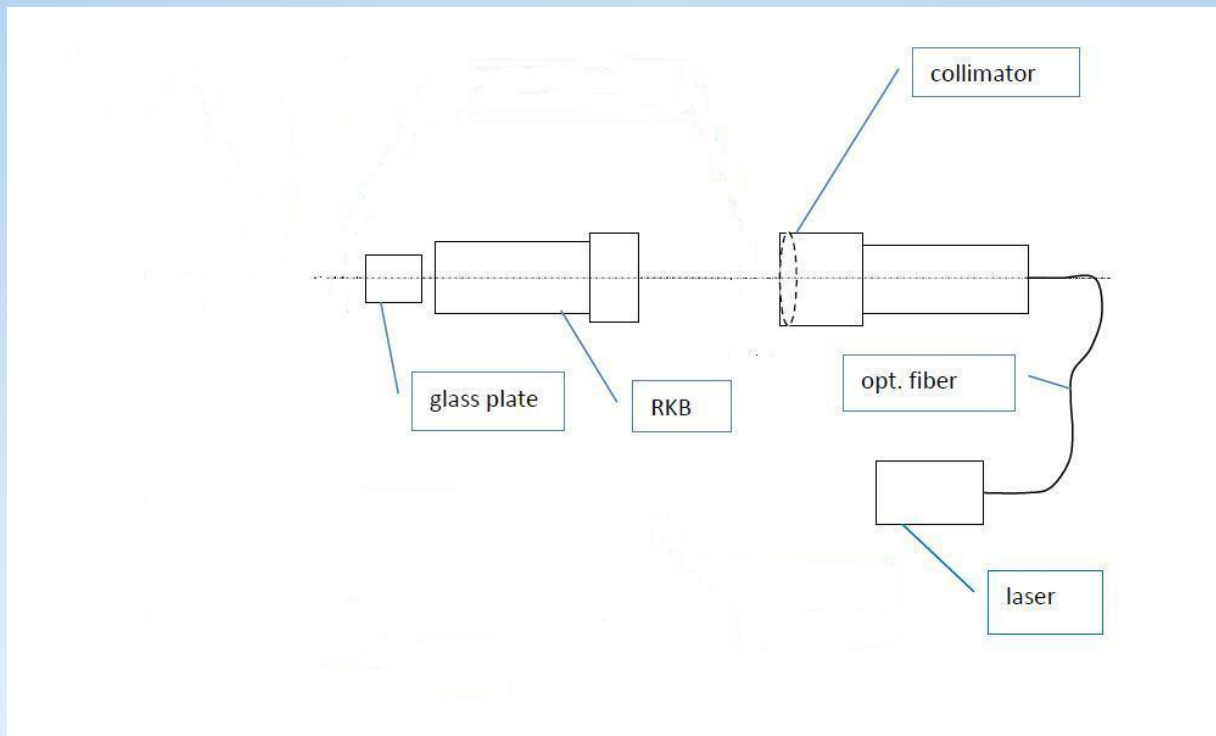 collimator
glass plate
RKB
opt. fiber
laser